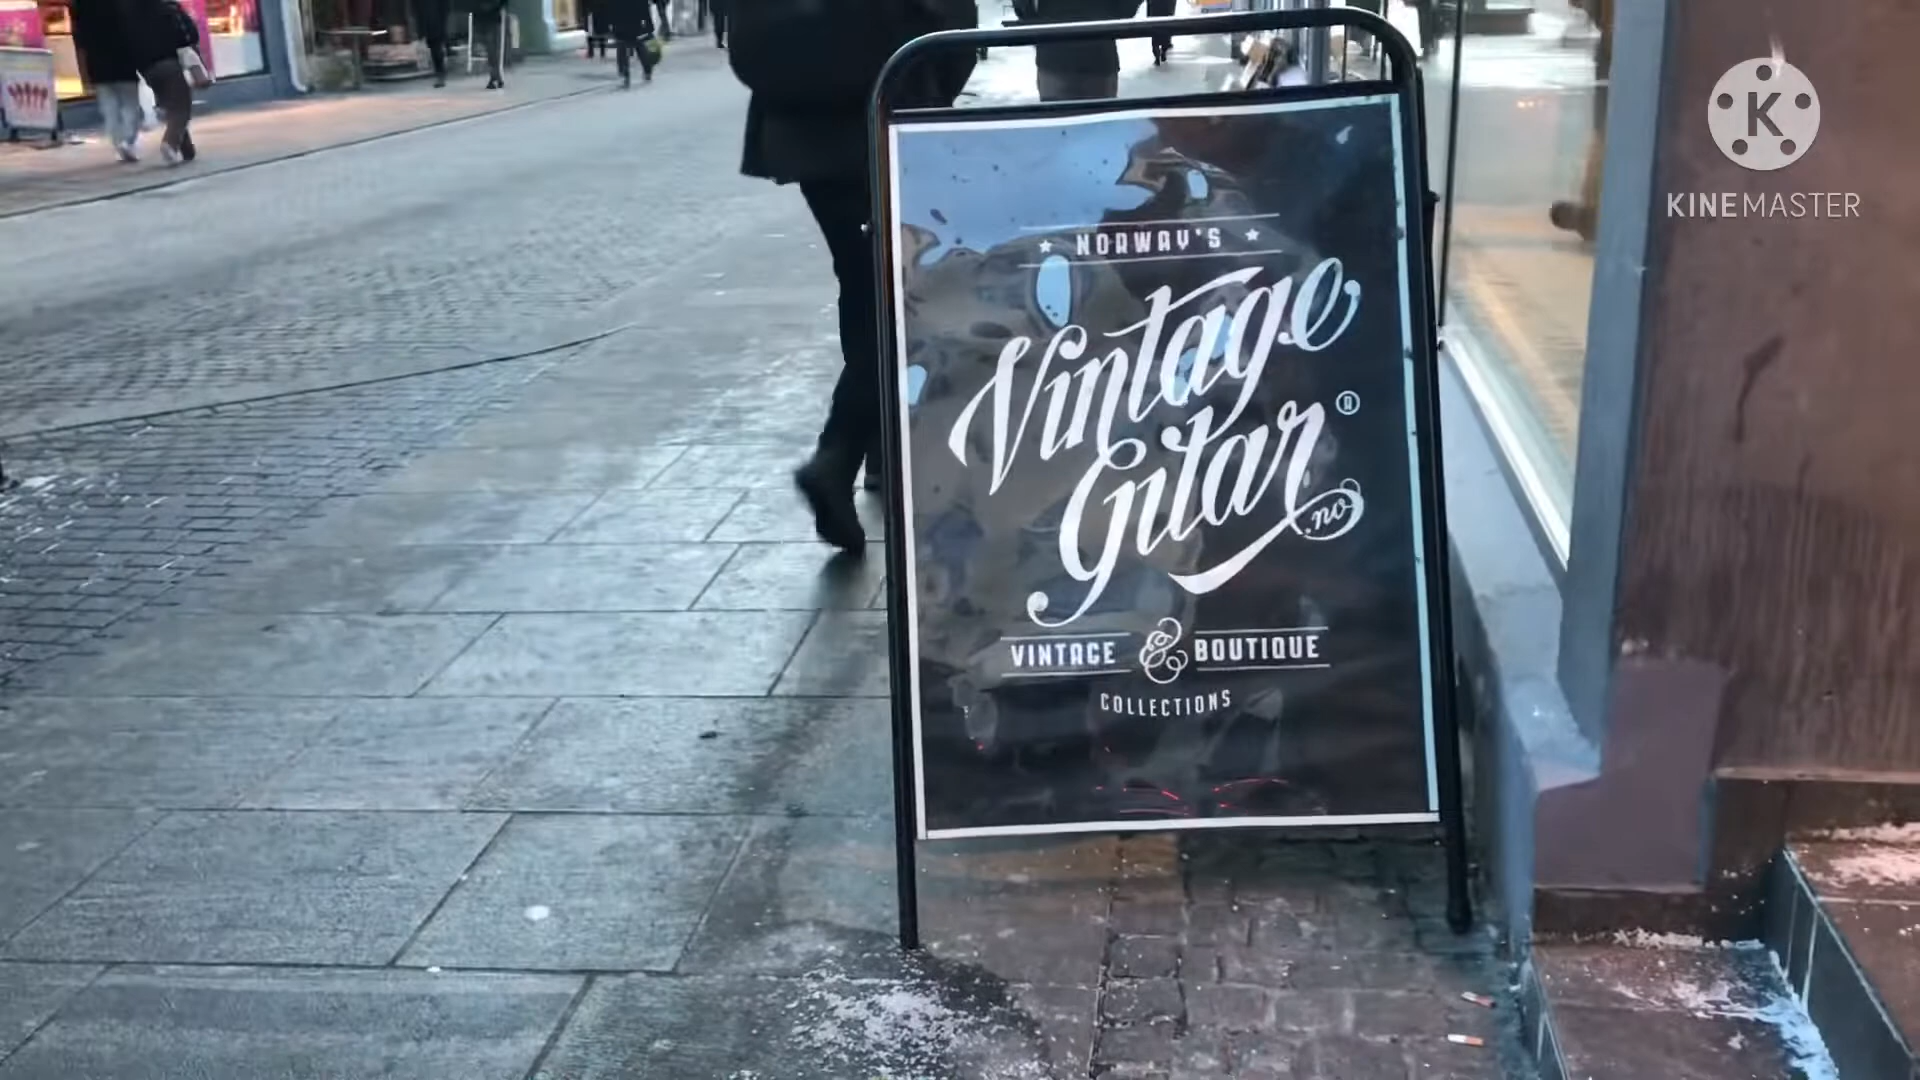 NORWAY'S
Vintage
Gitar ®
.no
VINTAGE & BOUTIQUE
COLLECTIONS
K
KINEMASTER